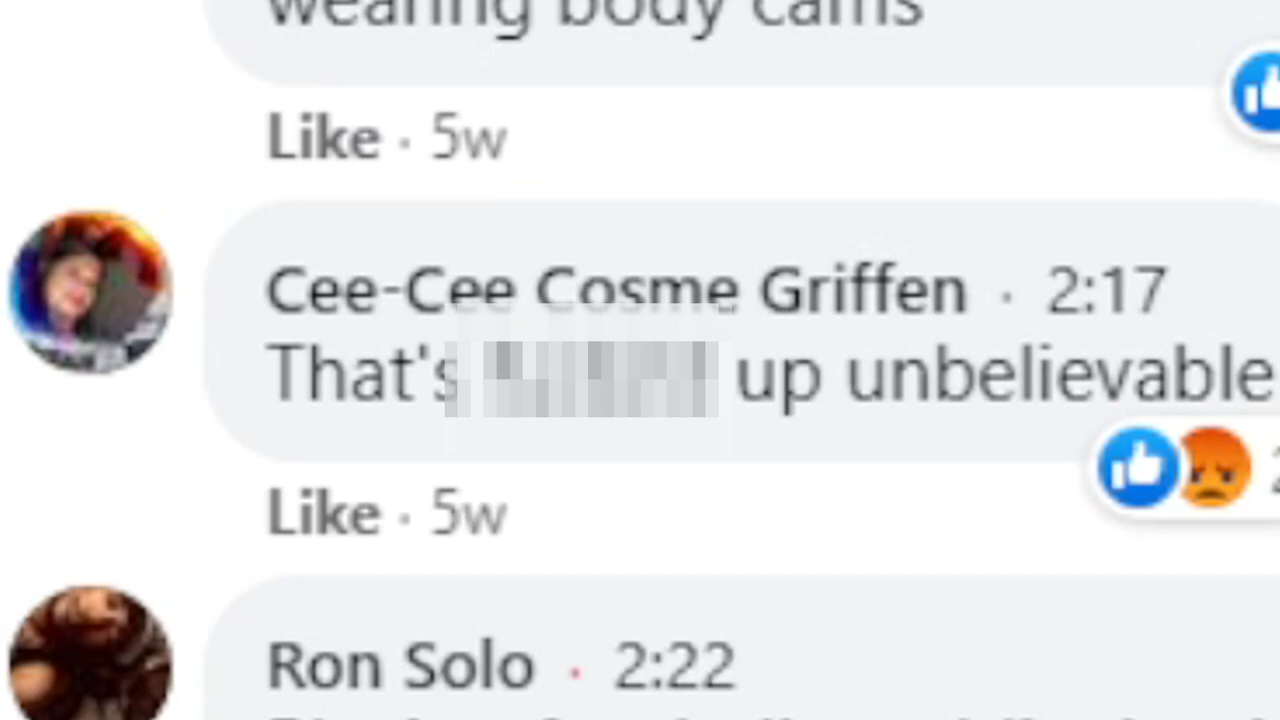 wearing body cams
Like · 5w
Cee-Cee Cosme Griffen · 2:17
That's up unbelievable
Like · 5w
Ron Solo · 2:22